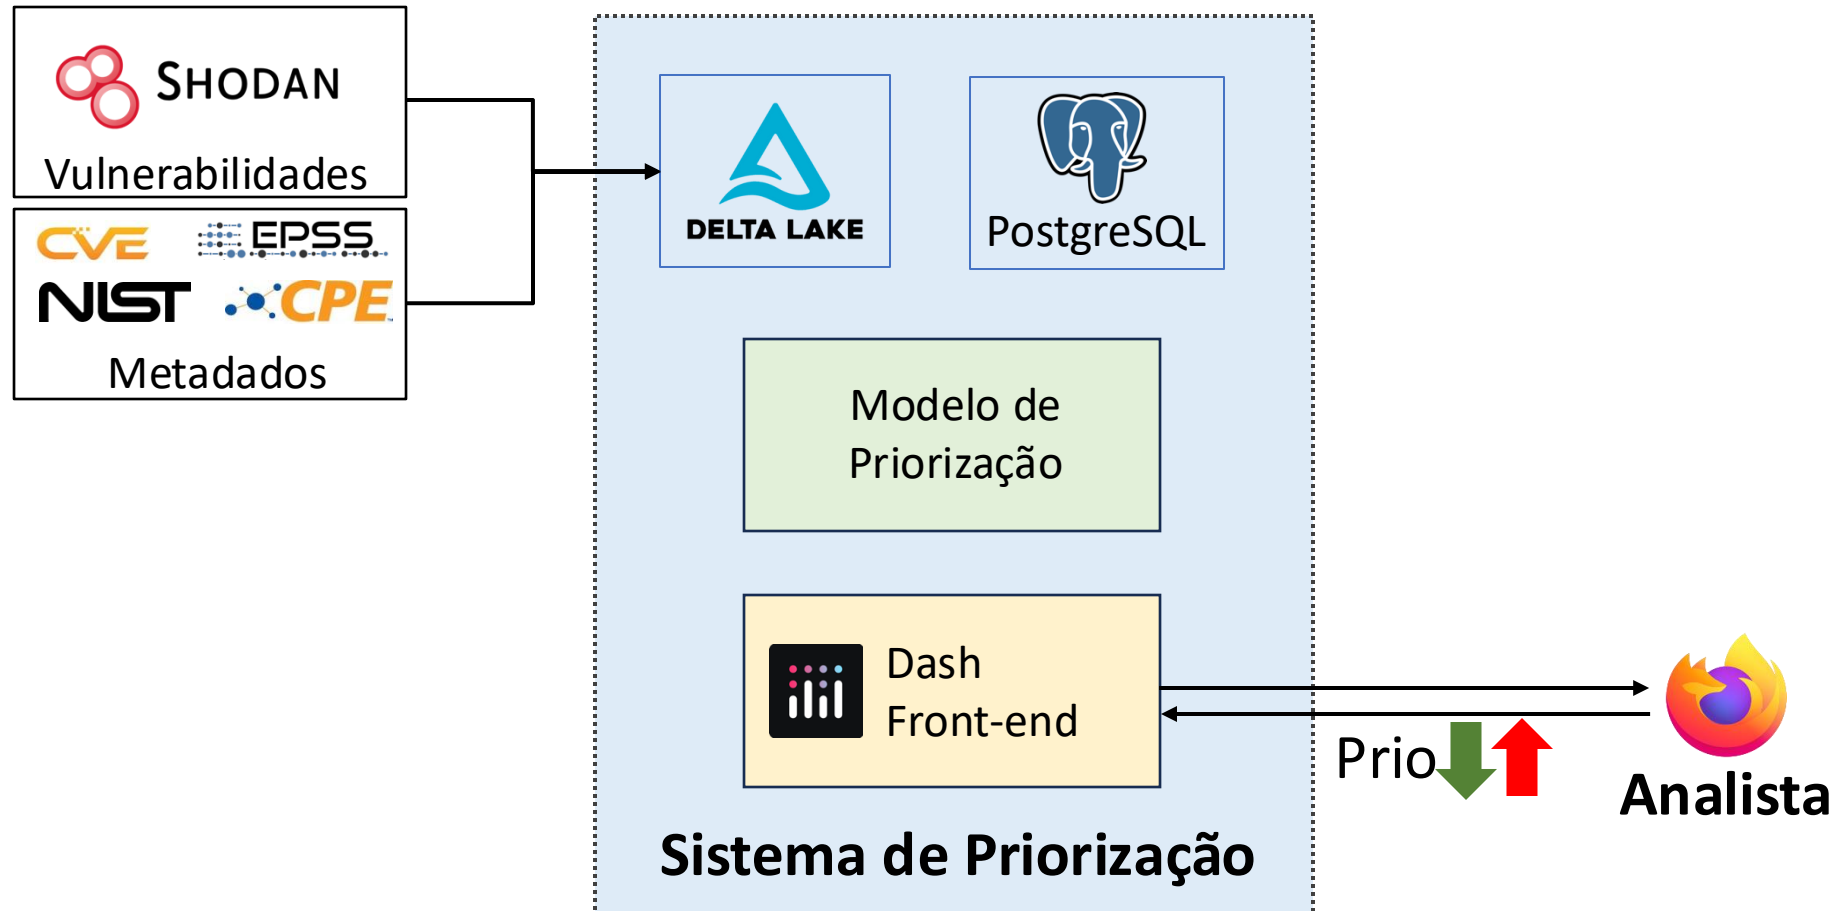 SHODAN
Vulnerabilidades
CVE
EPSS
NIST
CPE
Metadados
DELTA LAKE
PostgreSQL
Modelo de
Priorização
Dash
Front-end
Prio
Analista
Sistema de Priorização